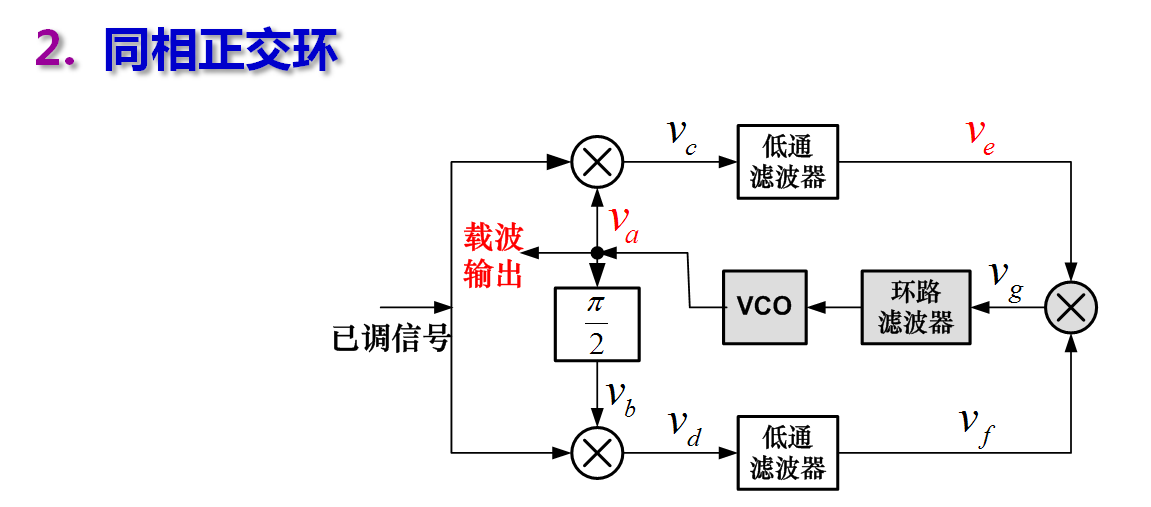 2. 同相正交环
v_c
低通
滤波器
v_e
v_a
载波
输出
π
2
VCO
环路
滤波器
v_g
已调信号
v_b
v_d
低通
滤波器
v_f